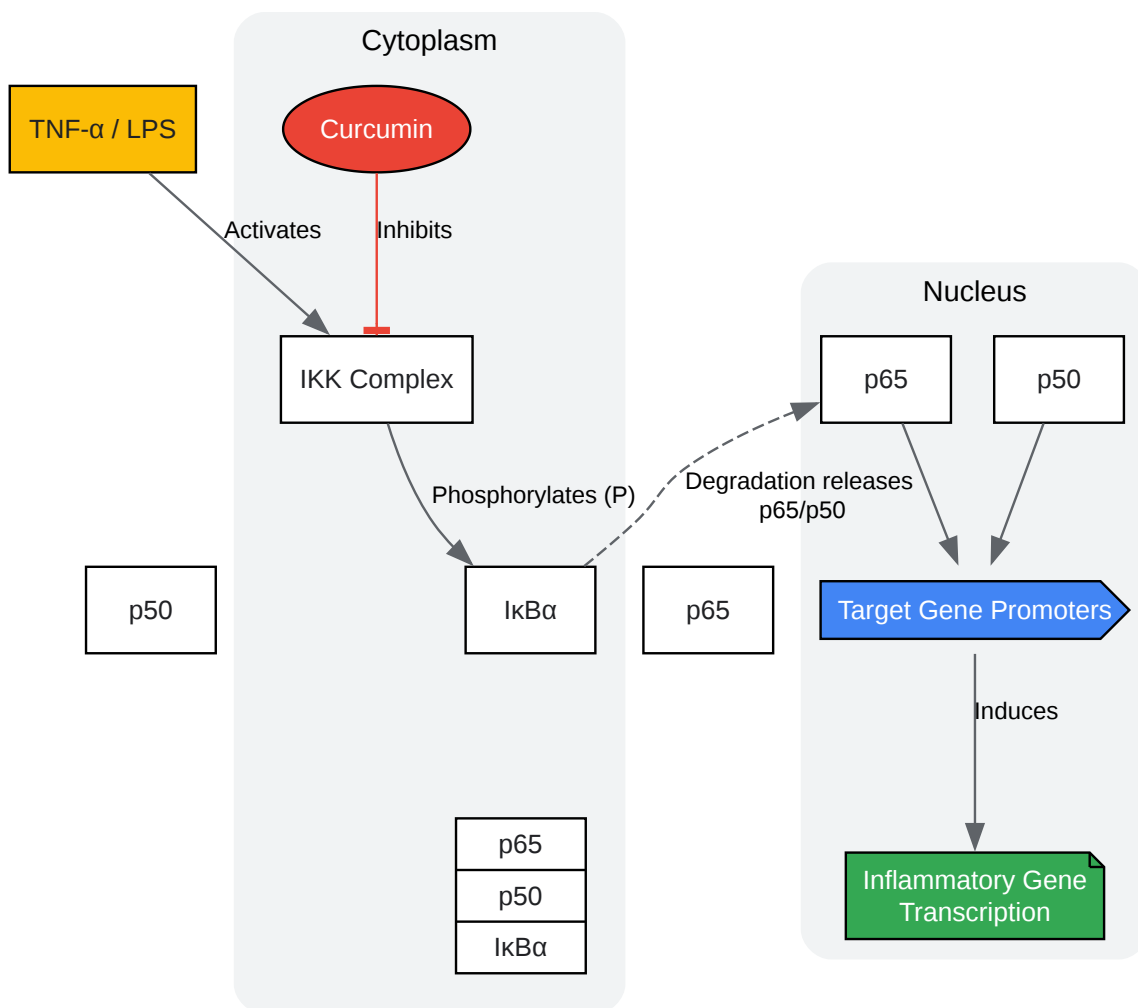 Cytoplasm
TNF-α / LPS
Curcumin
Activates
Inhibits
Nucleus
IKK Complex
p65
p50
Phosphorylates (P)
Degradation releases
p65/p50
p50
IκBα
p65
Target Gene Promoters
Induces
p65
p50
IκBα
Inflammatory Gene
Transcription